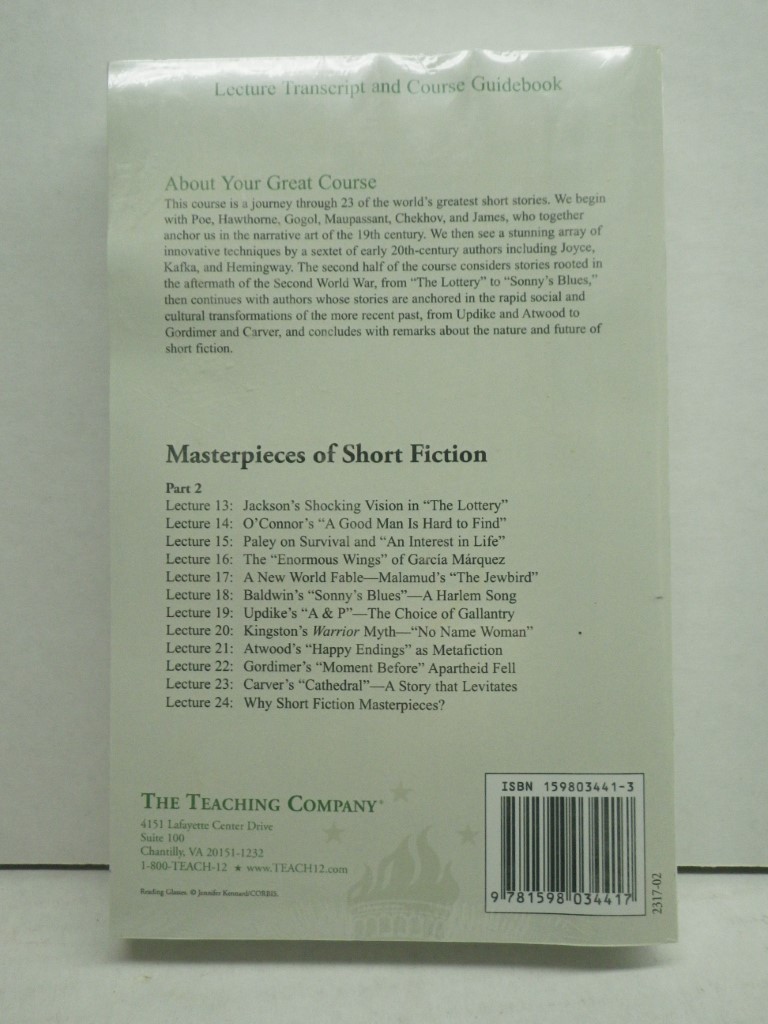 Lecture Transcript and Course Guidebook
About Your Great Course
This course is a journey through 23 of the world's greatest short stories. We begin
with Poe, Hawthorne, Gogol, Maupassant, Chekhov, and James, who together
anchor us in the narrative art of the 19th century. We then see a stunning array of
innovative techniques by a sextet of early 20th-century authors including Joyce,
Kafka, and Hemingway. The second half of the course considers stories rooted in
the aftermath of the Second World War, from "The Lottery" to "Sonny's Blues,"
then continues with authors whose stories are anchored in the rapid social and
cultural transformations of the more recent past, from Updike and Atwood to
Gordimer and Carver, and concludes with remarks about the nature and future of
short fiction.
Masterpieces of Short Fiction
Part 2
Lecture 13: Jackson's Shocking Vision in "The Lottery"
Lecture 14: O'Connor's "A Good Man Is Hard to Find"
Lecture 15: Paley on Survival and "An Interest in Life"
Lecture 16: The "Enormous Wings" of García Márquez
Lecture 17: A New World Fable—Malamud's "The Jewbird"
Lecture 18: Baldwin's "Sonny's Blues"—A Harlem Song
Lecture 19: Updike's "A & P"—The Choice of Gallantry
Lecture 20: Kingston's Warrior Myth—"No Name Woman"
Lecture 21: Atwood's "Happy Endings" as Metafiction
Lecture 22: Gordimer's "Moment Before" Apartheid Fell
Lecture 23: Carver's "Cathedral"—A Story that Levitates
Lecture 24: Why Short Fiction Masterpieces?
THE TEACHING COMPANY®
4151 Lafayette Center Drive
Suite 100
Chantilly, VA 20151-1232
1-800-TEACH-12 ★ www.TEACH12.com
Reading Glasses. © Jennifer Kennard/CORBIS.
ISBN 159803441-3
9 781598 034417
2317-02